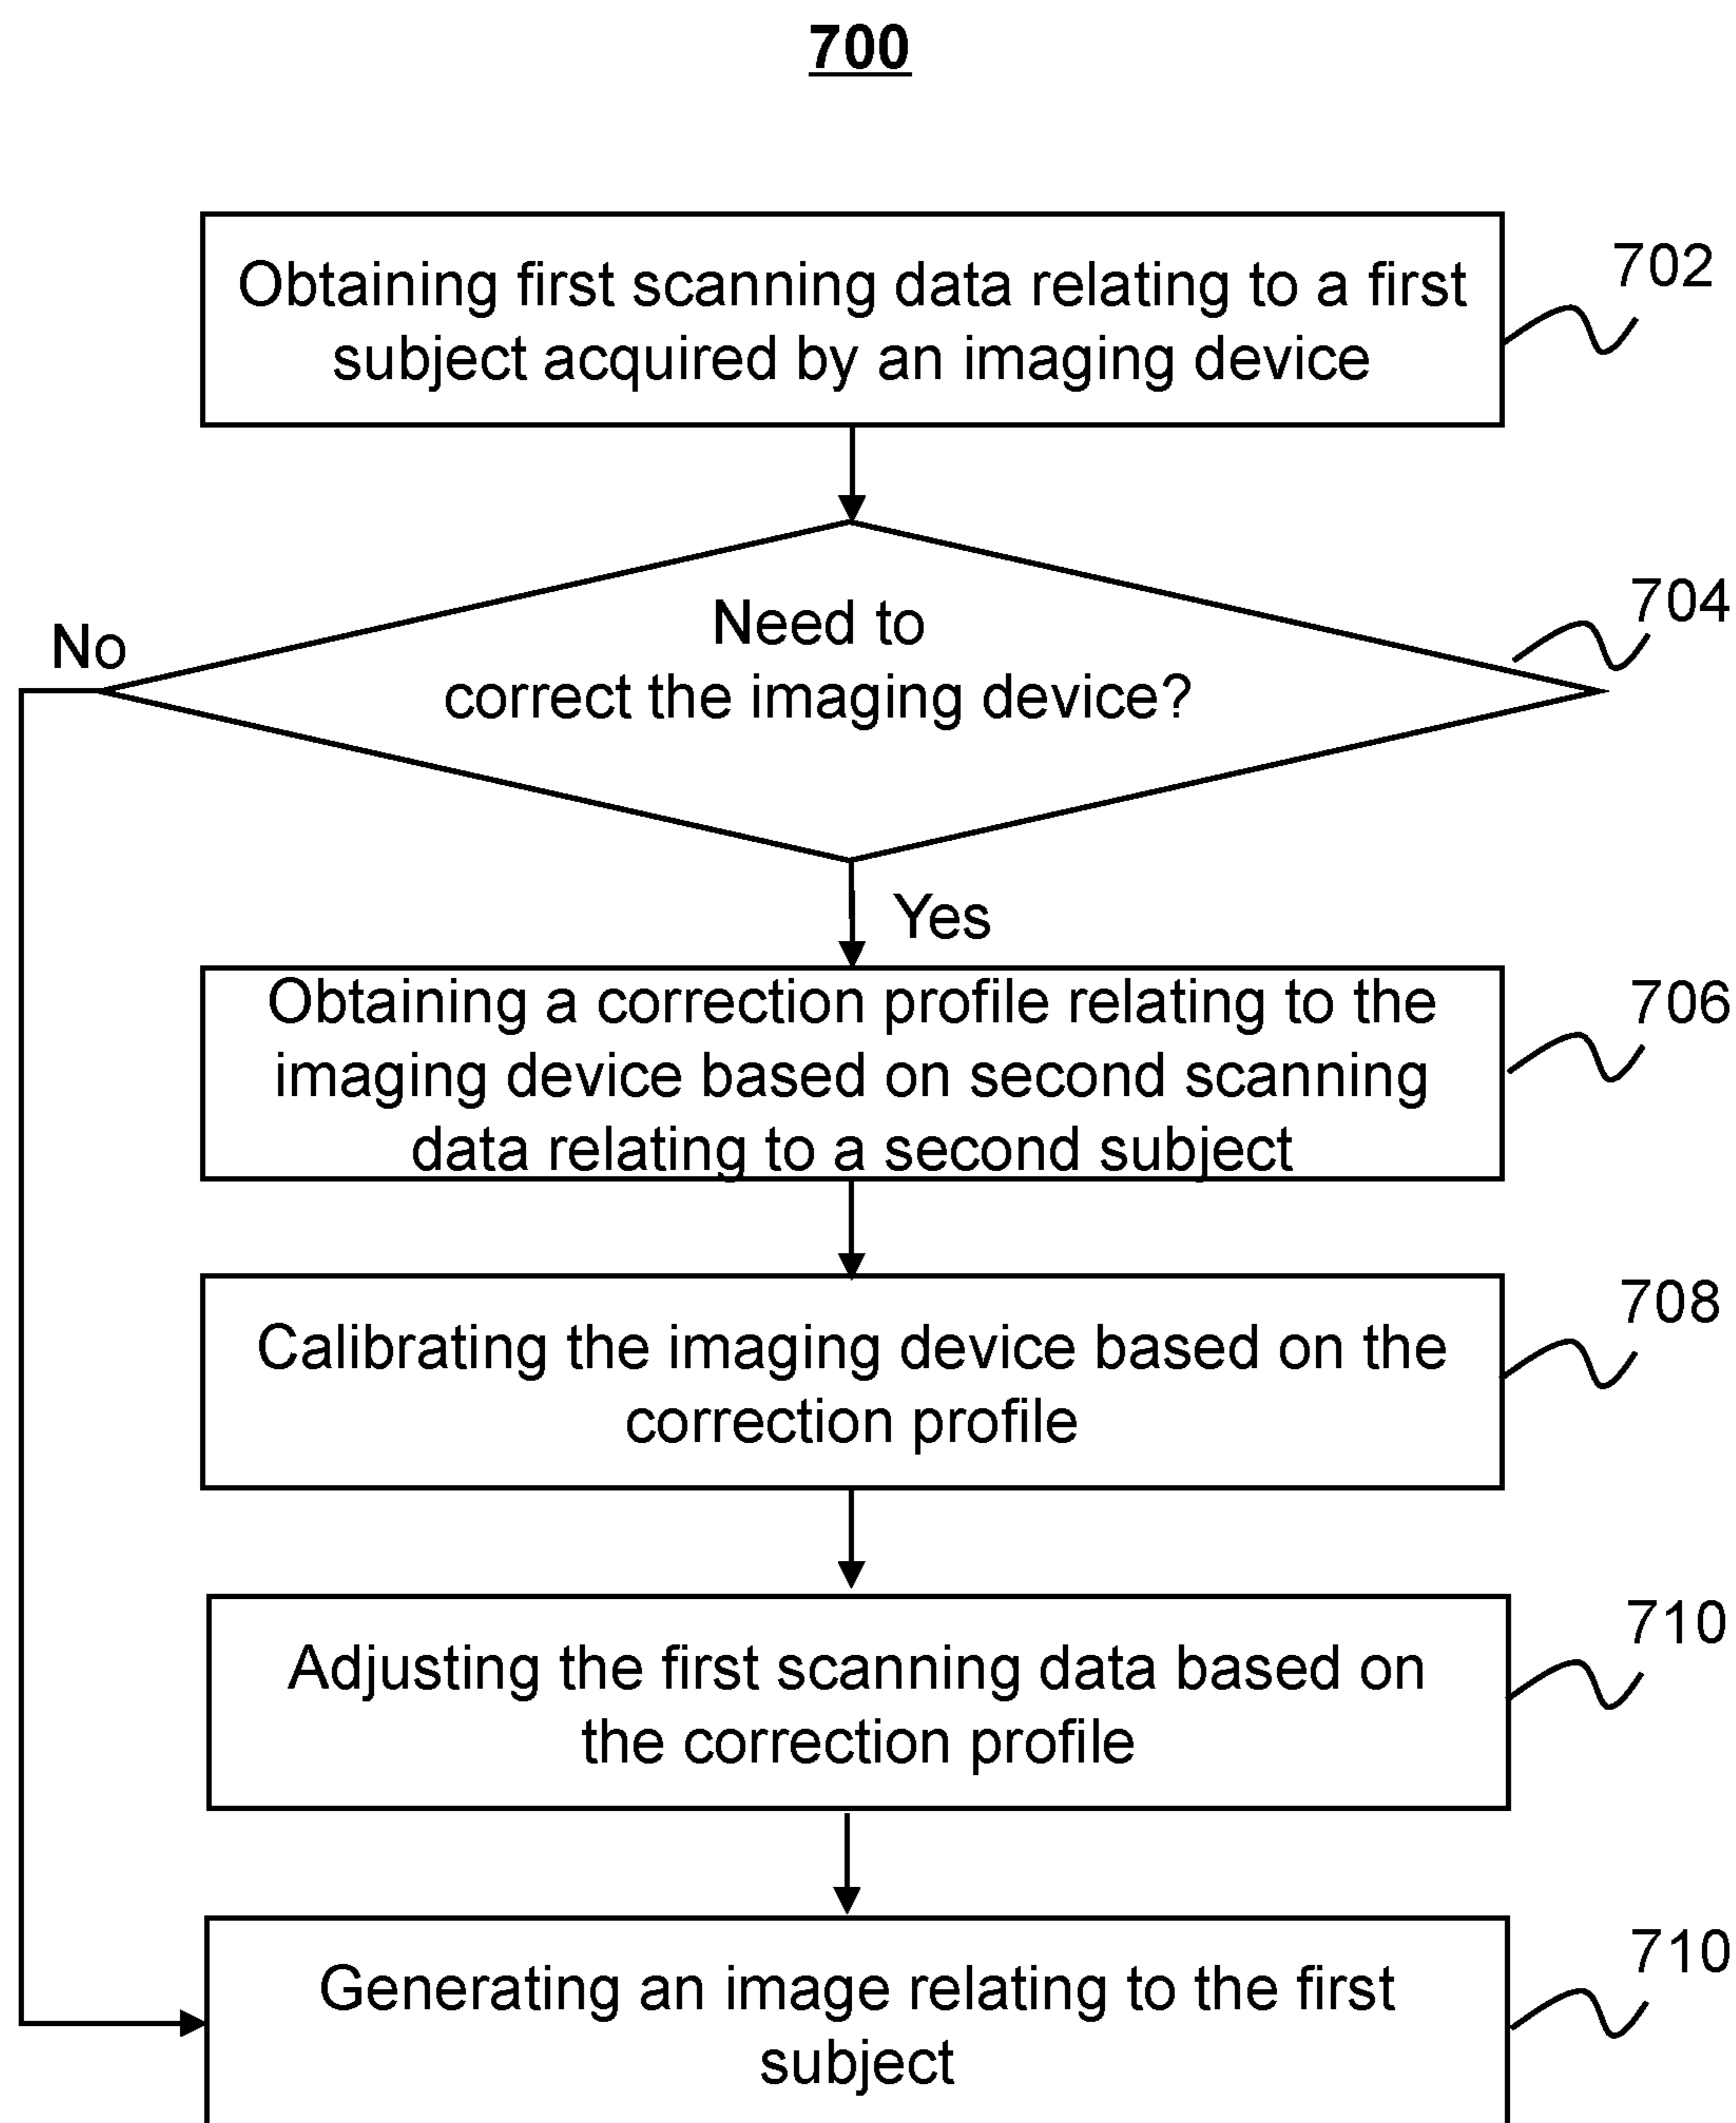 700
Obtaining first scanning data relating to a first
subject acquired by an imaging device
702
Need to
correct the imaging device?
704
No
Yes
Obtaining a correction profile relating to the
imaging device based on second scanning
data relating to a second subject
706
Calibrating the imaging device based on the
correction profile
708
Adjusting the first scanning data based on
the correction profile
710
Generating an image relating to the first
subject
710